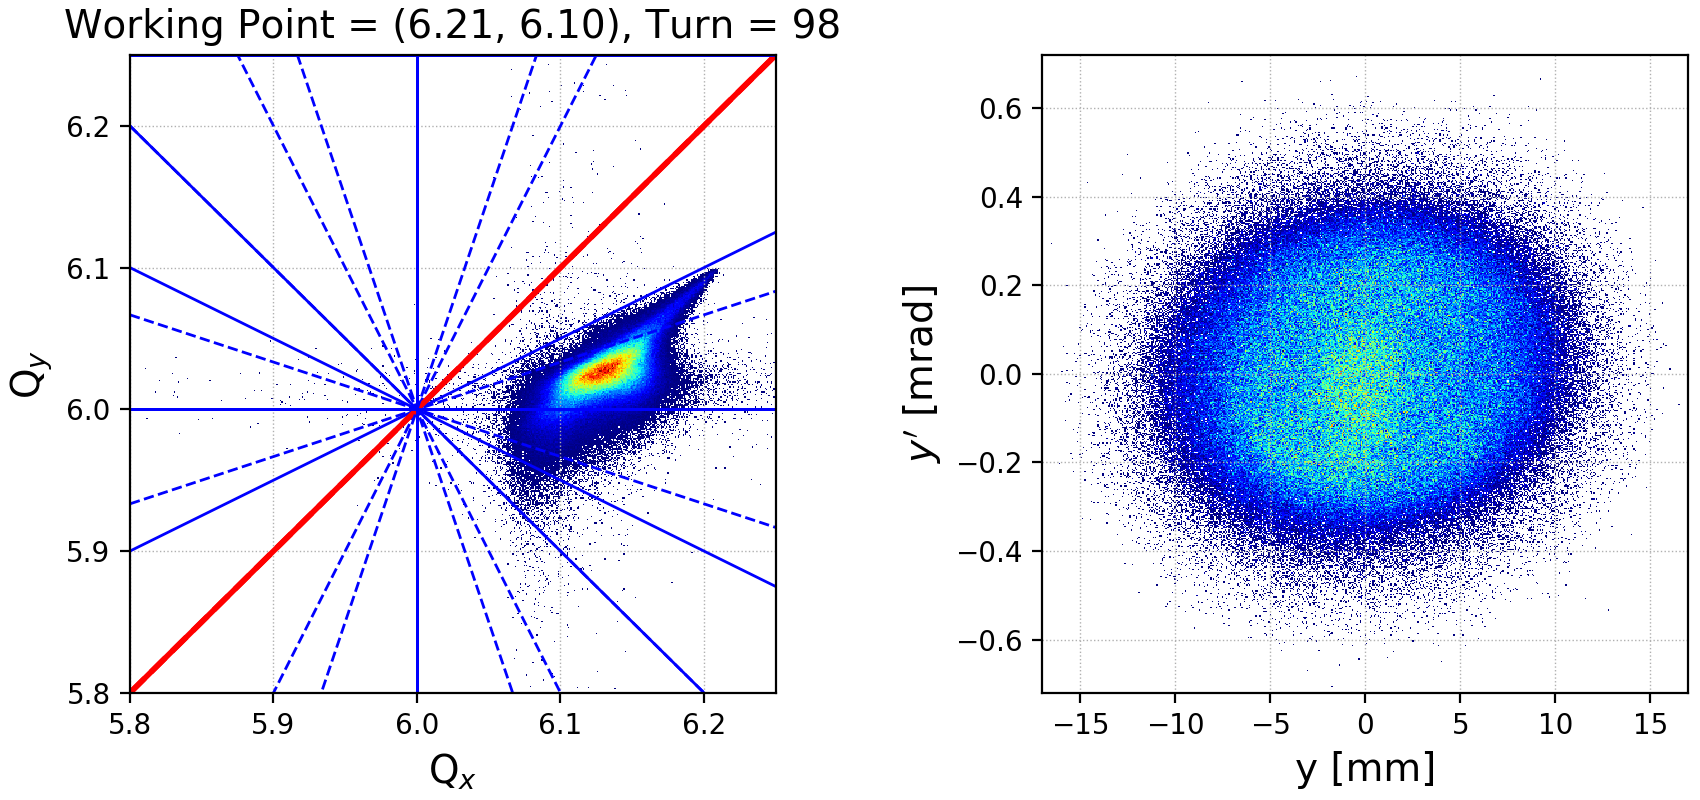 Working Point = (6.21, 6.10), Turn = 98
6.2
6.1
6.0
5.9
5.8
Q_y
5.8 5.9 6.0 6.1 6.2
Q_x
0.6
0.4
0.2
0.0
−0.2
−0.4
−0.6
y′ [mrad]
−15 −10 −5 0 5 10 15
y [mm]